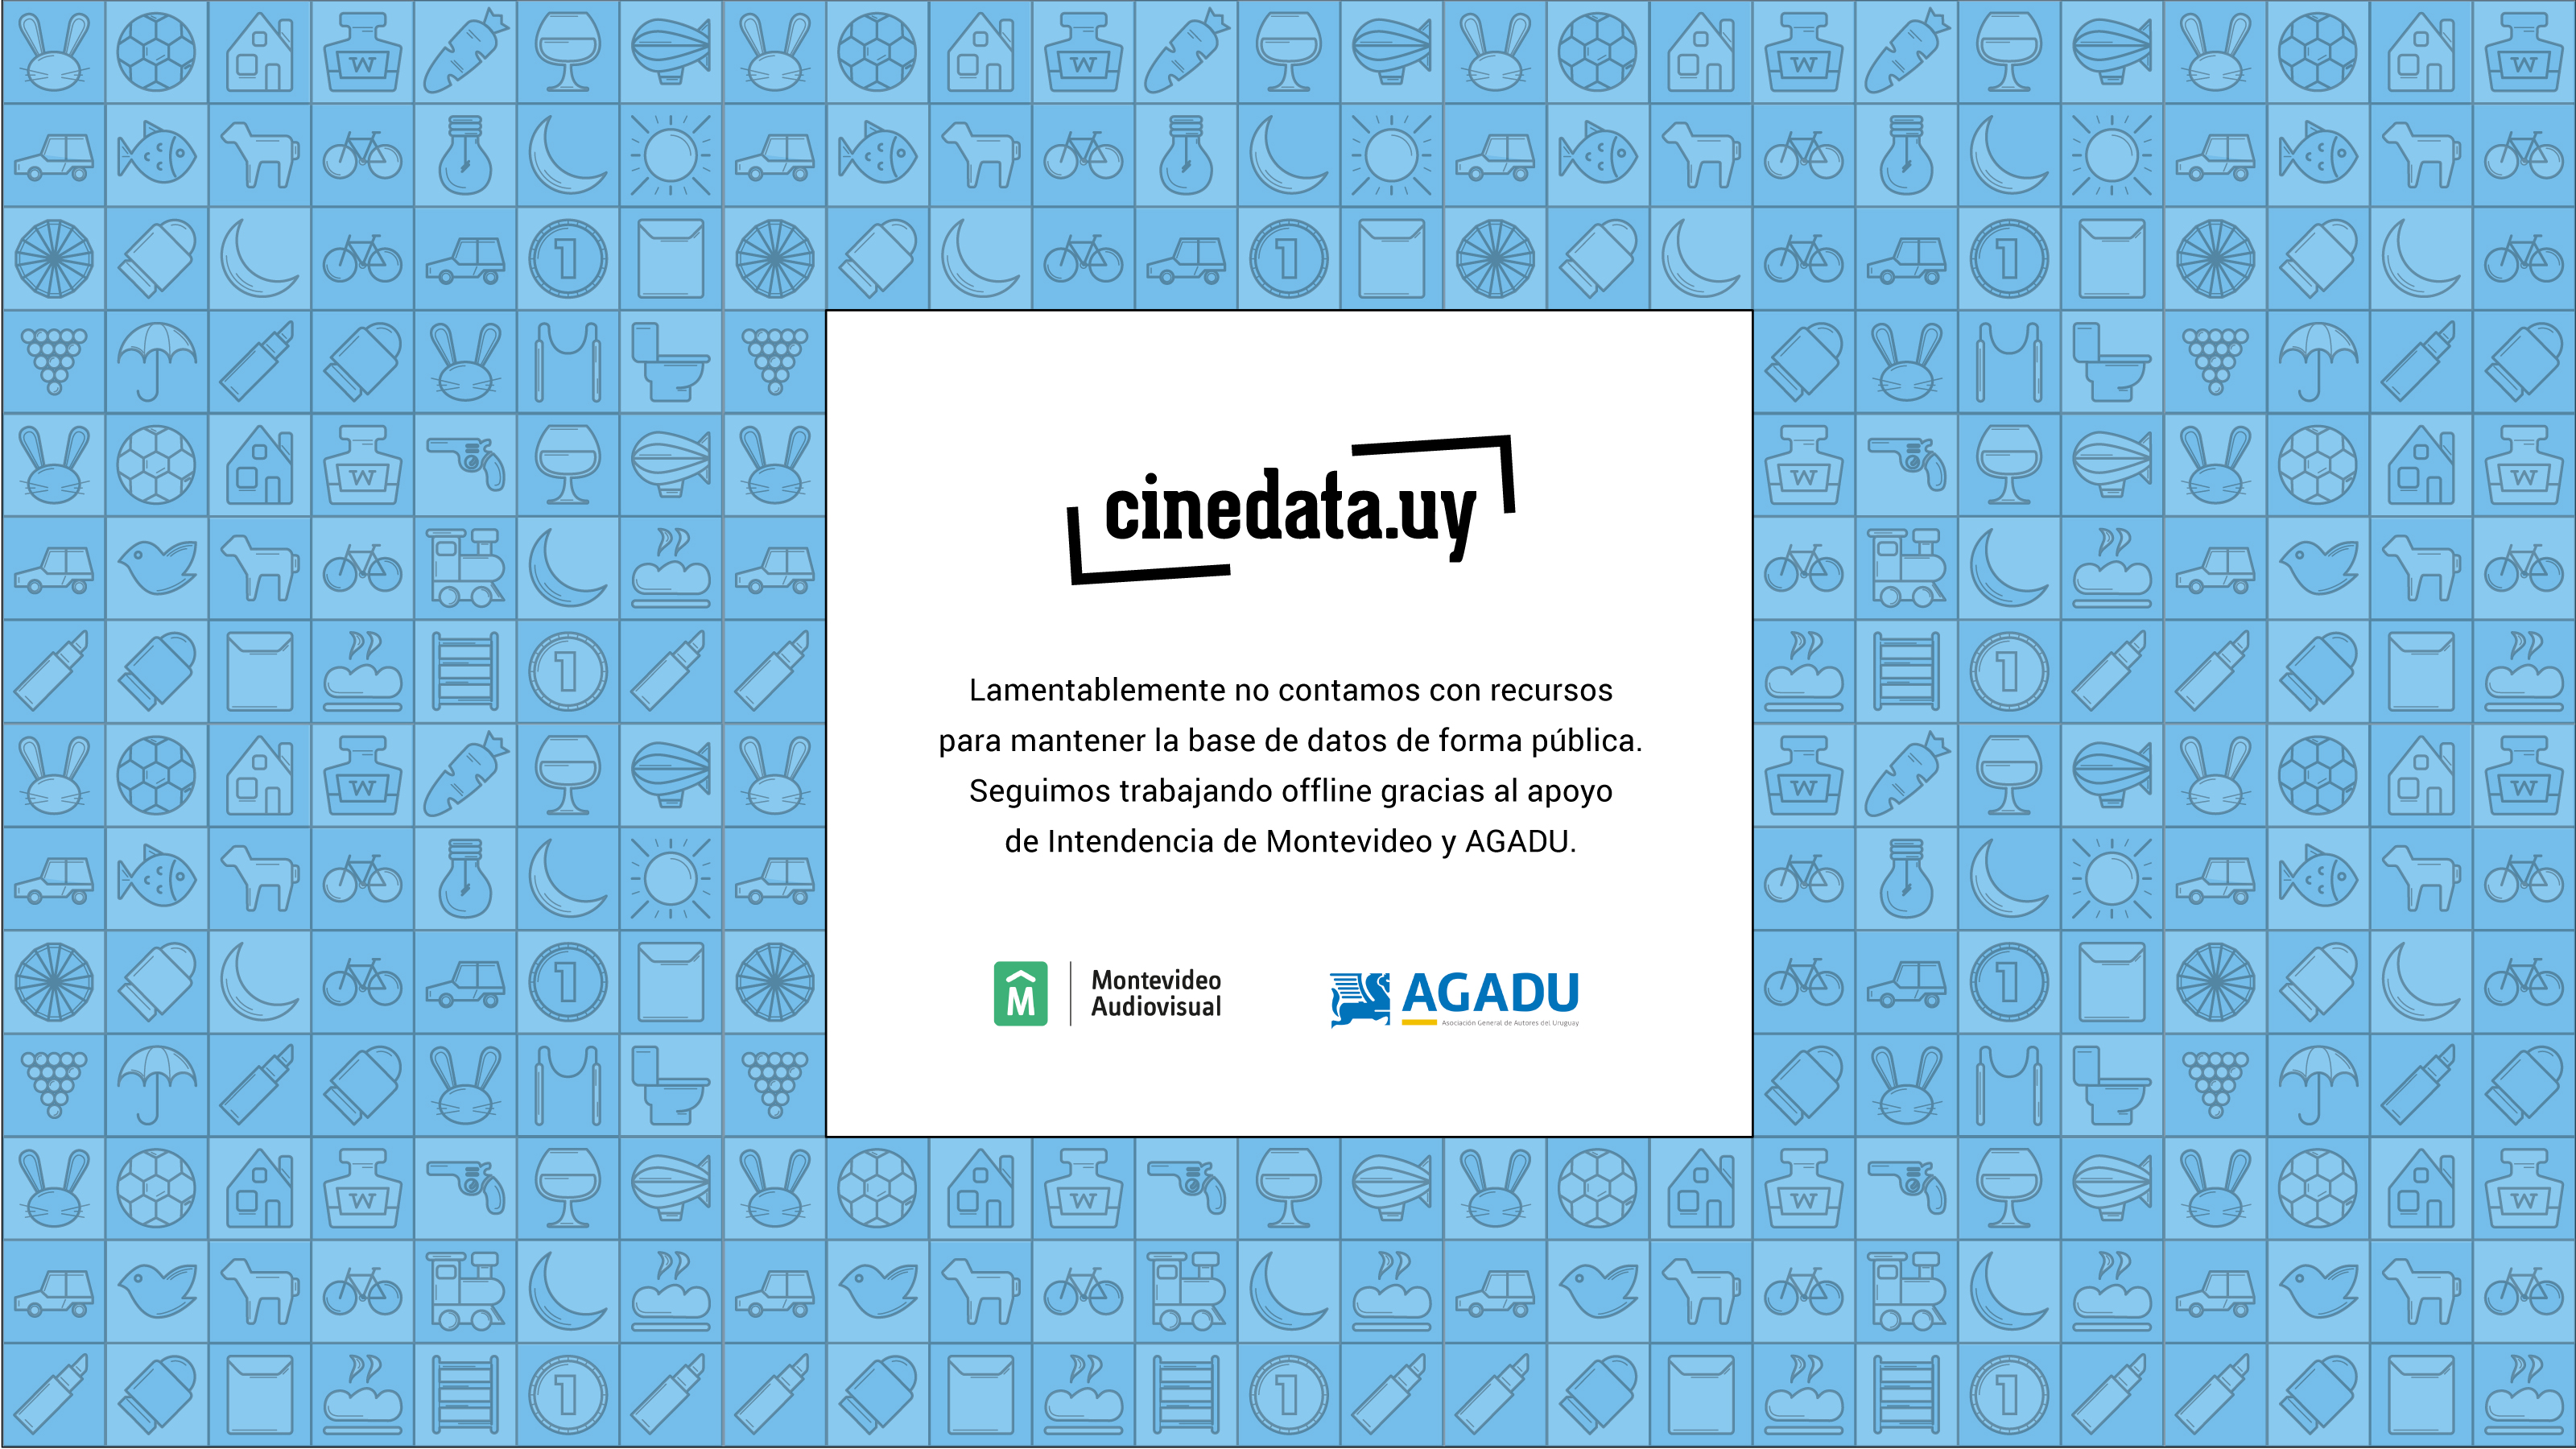 cinedata.uy
Lamentablemente no contamos con recursos
para mantener la base de datos de forma pública.
Seguimos trabajando offline gracias al apoyo
de Intendencia de Montevideo y AGADU.
M
Montevideo
Audiovisual
AGADU
Asociación General de Autores del Uruguay